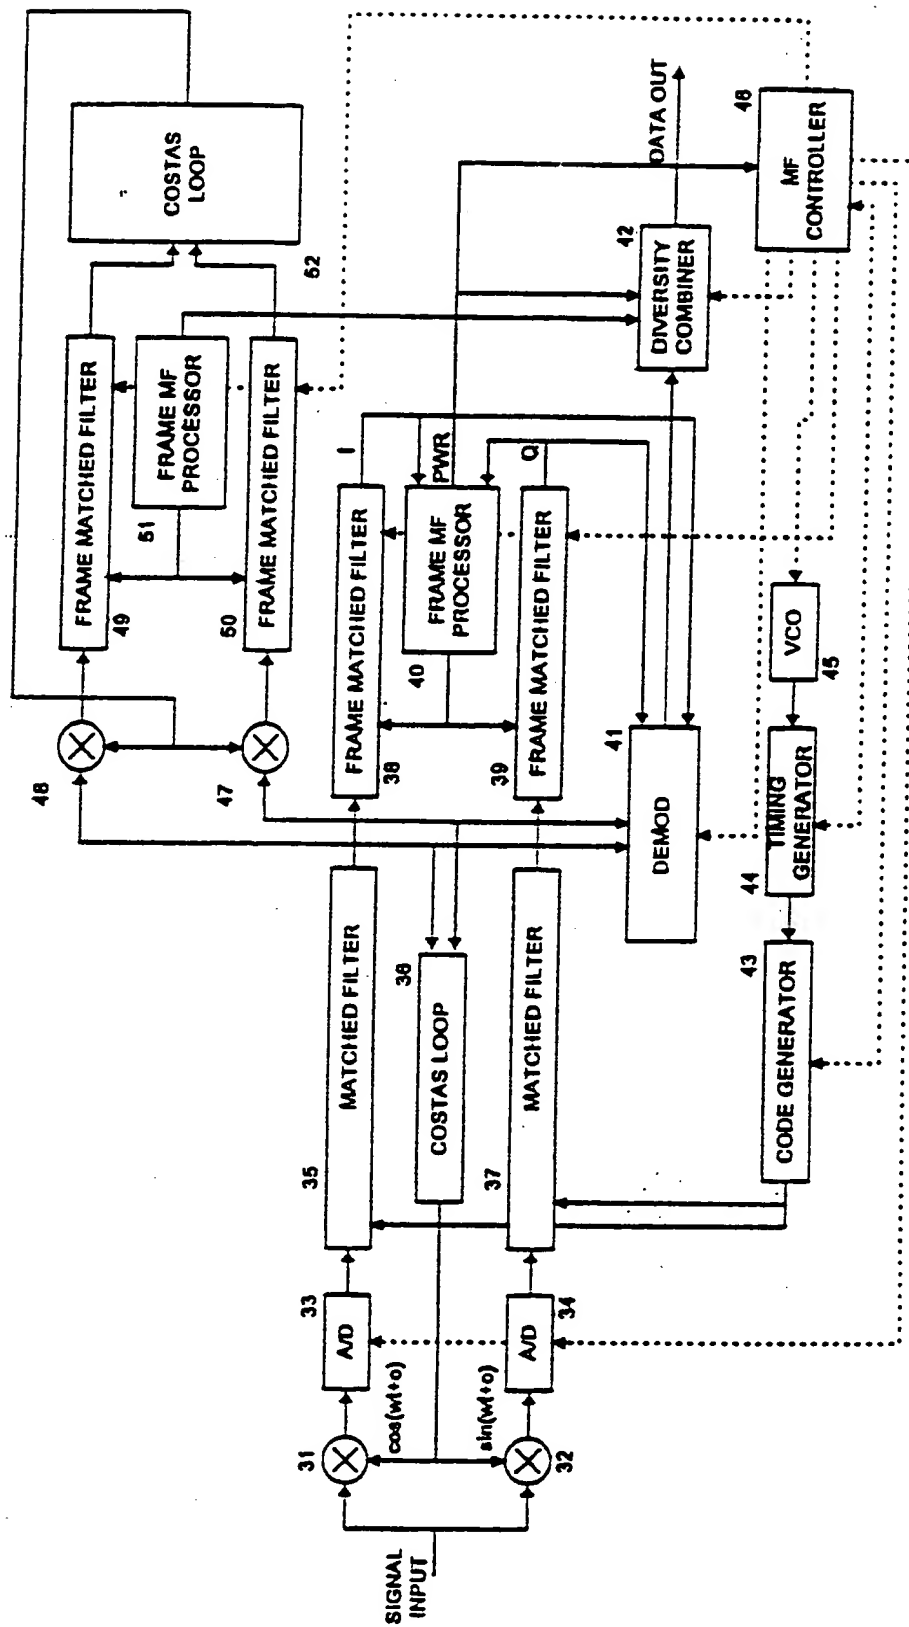 SIGNAL
INPUT
31
32
cos(wt+o)
sin(wt+o)
33
A/D
34
A/D
35
MATCHED FILTER
36
COSTAS LOOP
37
MATCHED FILTER
38
FRAME MATCHED FILTER
39
FRAME MATCHED FILTER
40
FRAME MF
PROCESSOR
I
PWR
Q
48
47
49
FRAME MATCHED FILTER
50
FRAME MATCHED FILTER
51
FRAME MF
PROCESSOR
52
COSTAS
LOOP
41
DEMOD
42
DIVERSITY
COMBINER
DATA OUT
43
CODE GENERATOR
44
TIMING
GENERATOR
45
VCO
46
MF
CONTROLLER